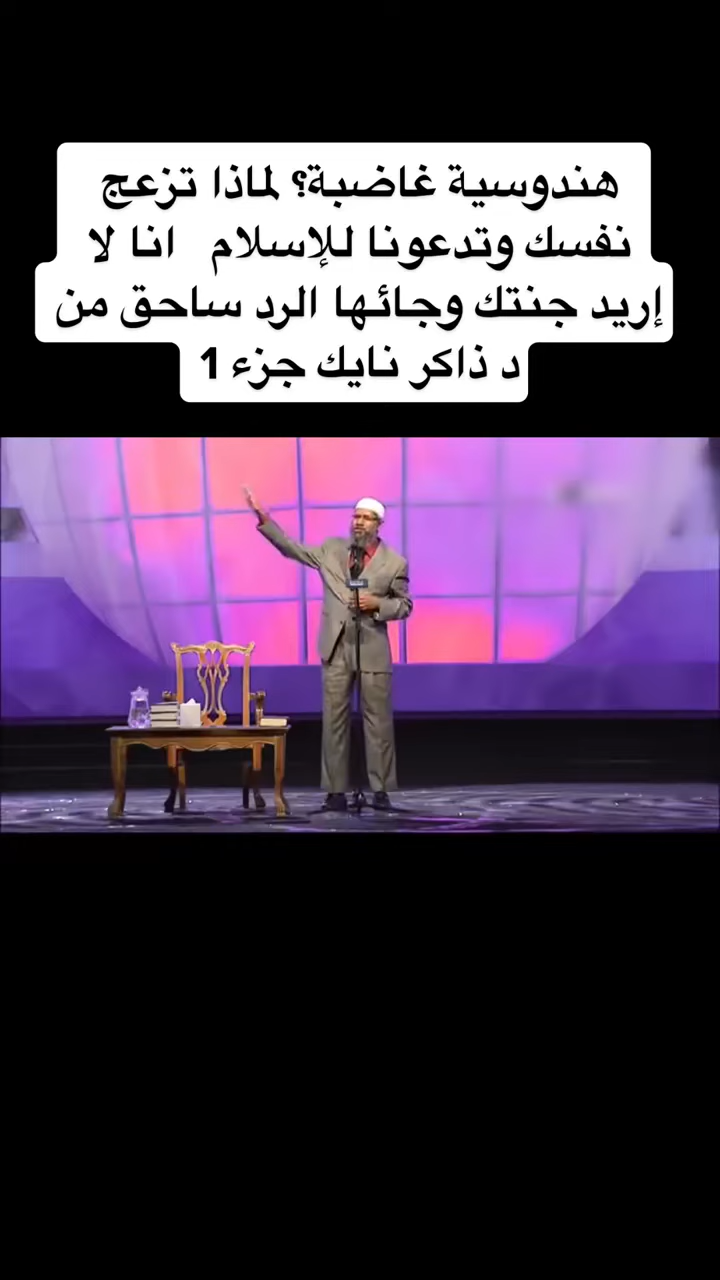 هندوسية غاضبة؟ لماذا تزعج
نفسك وتدعونا للإسلام انا لا
إريد جنتك وجائها الرد ساحق من
د ذاكر نايك جزء 1